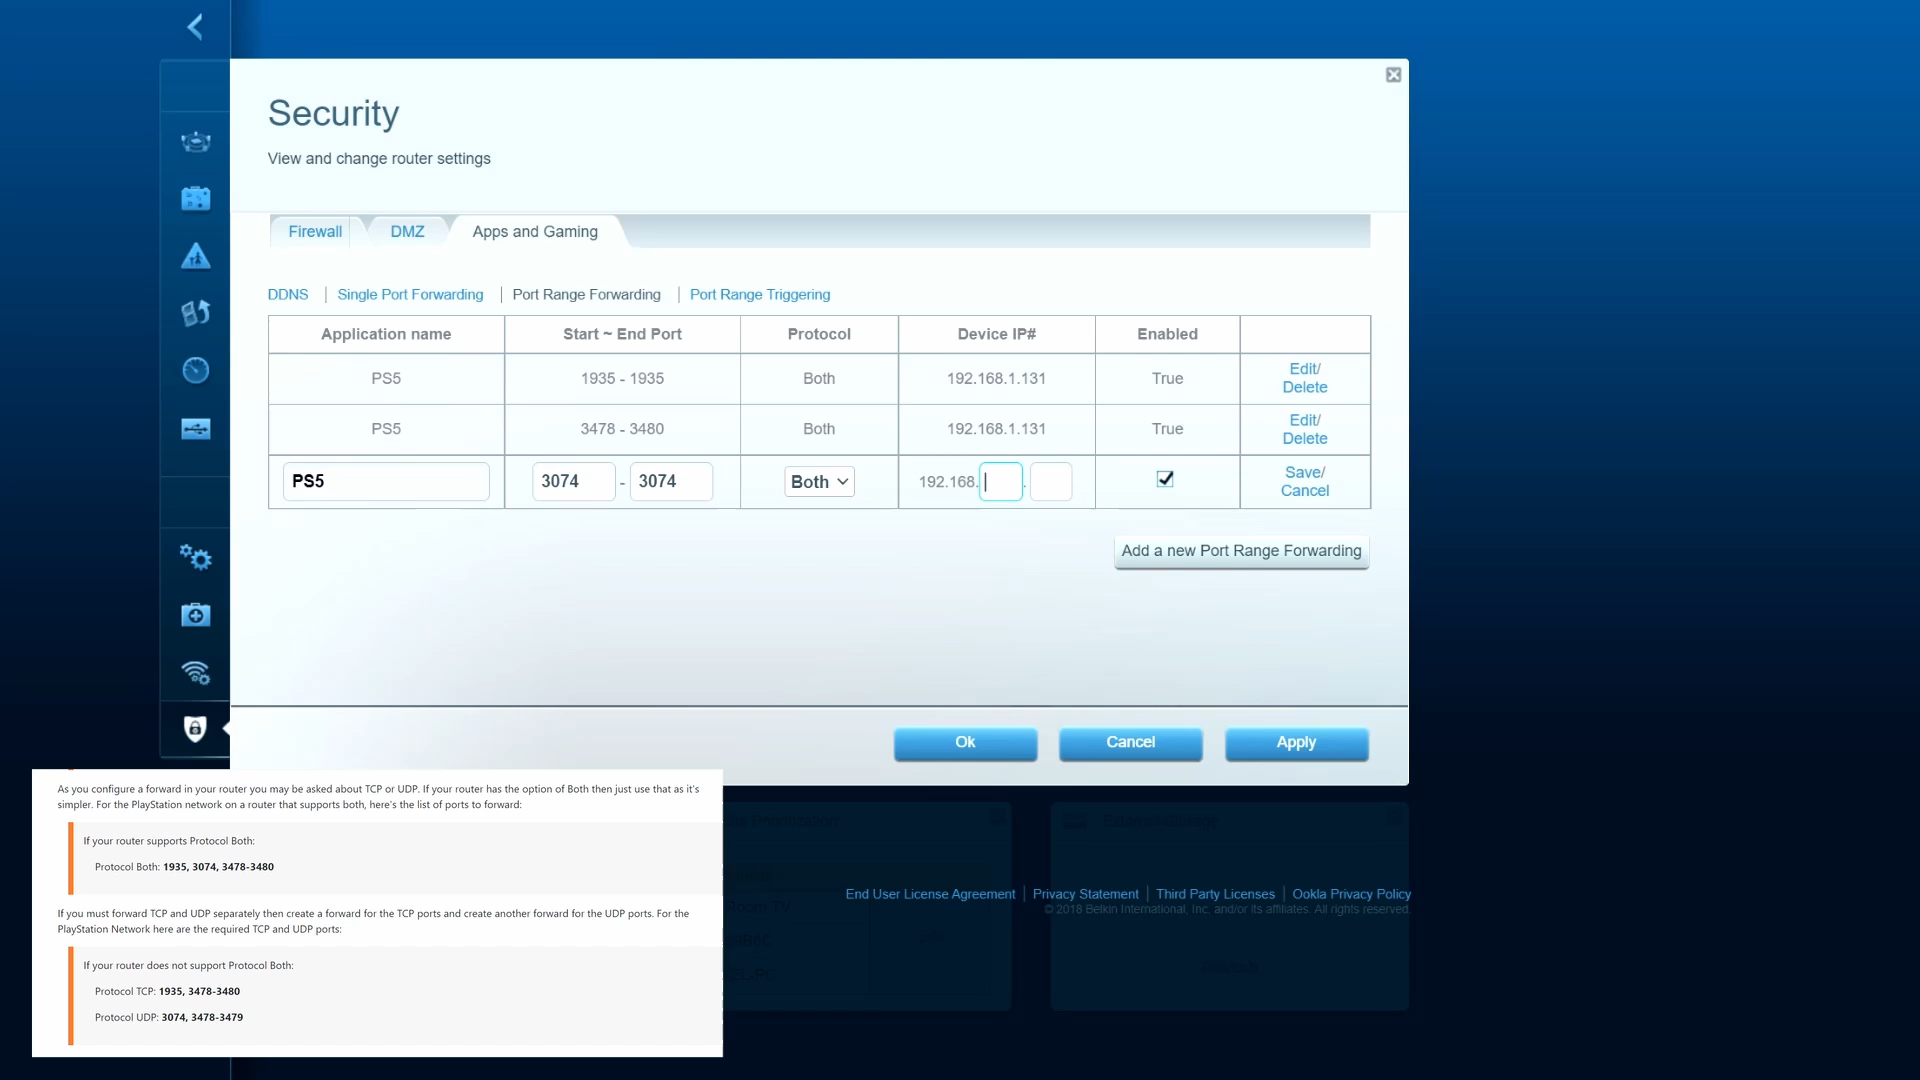 Security
View and change router settings
Firewall DMZ Apps and Gaming
DDNS | Single Port Forwarding | Port Range Forwarding | Port Range Triggering
Application name Start ~ End Port Protocol Device IP# Enabled
PS5 1935 - 1935 Both 192.168.1.131 True Edit/
Delete
PS5 3478 - 3480 Both 192.168.1.131 True Edit/
Delete
PS5 3074 - 3074 Both 192.168. . Save/
Cancel
Add a new Port Range Forwarding
Ok Cancel Apply
As you configure a forward in your router you may be asked about TCP or UDP. If your router has the option of Both then just use that as it's
simpler. For the PlayStation network on a router that supports both, here's the list of ports to forward:
If your router supports Protocol Both:
Protocol Both: 1935, 3074, 3478-3480
If you must forward TCP and UDP separately then create a forward for the TCP ports and create another forward for the UDP ports. For the
PlayStation Network here are the required TCP and UDP ports:
If your router does not support Protocol Both:
Protocol TCP: 1935, 3478-3480
Protocol UDP: 3074, 3478-3479
End User License Agreement | Privacy Statement | Third Party Licenses | Ookla Privacy Policy
© 2018 Belkin International, Inc. and/or its affiliates. All rights reserved.